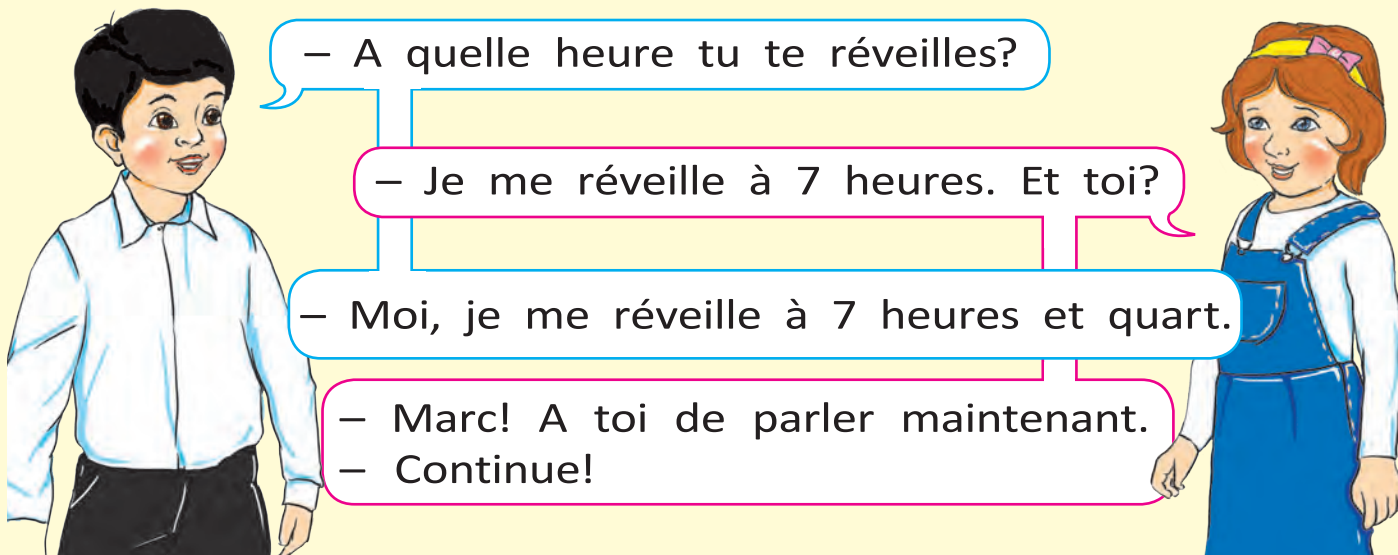 – A quelle heure tu te réveilles?
– Je me réveille à 7 heures. Et toi?
– Moi, je me réveille à 7 heures et quart.
– Marc! A toi de parler maintenant.
– Continue!